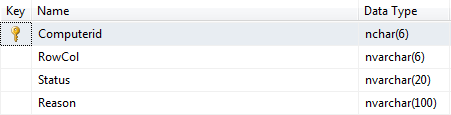 Key Name Data Type
Computerid nchar(6)
RowCol nvarchar(6)
Status nvarchar(20)
Reason nvarchar(100)